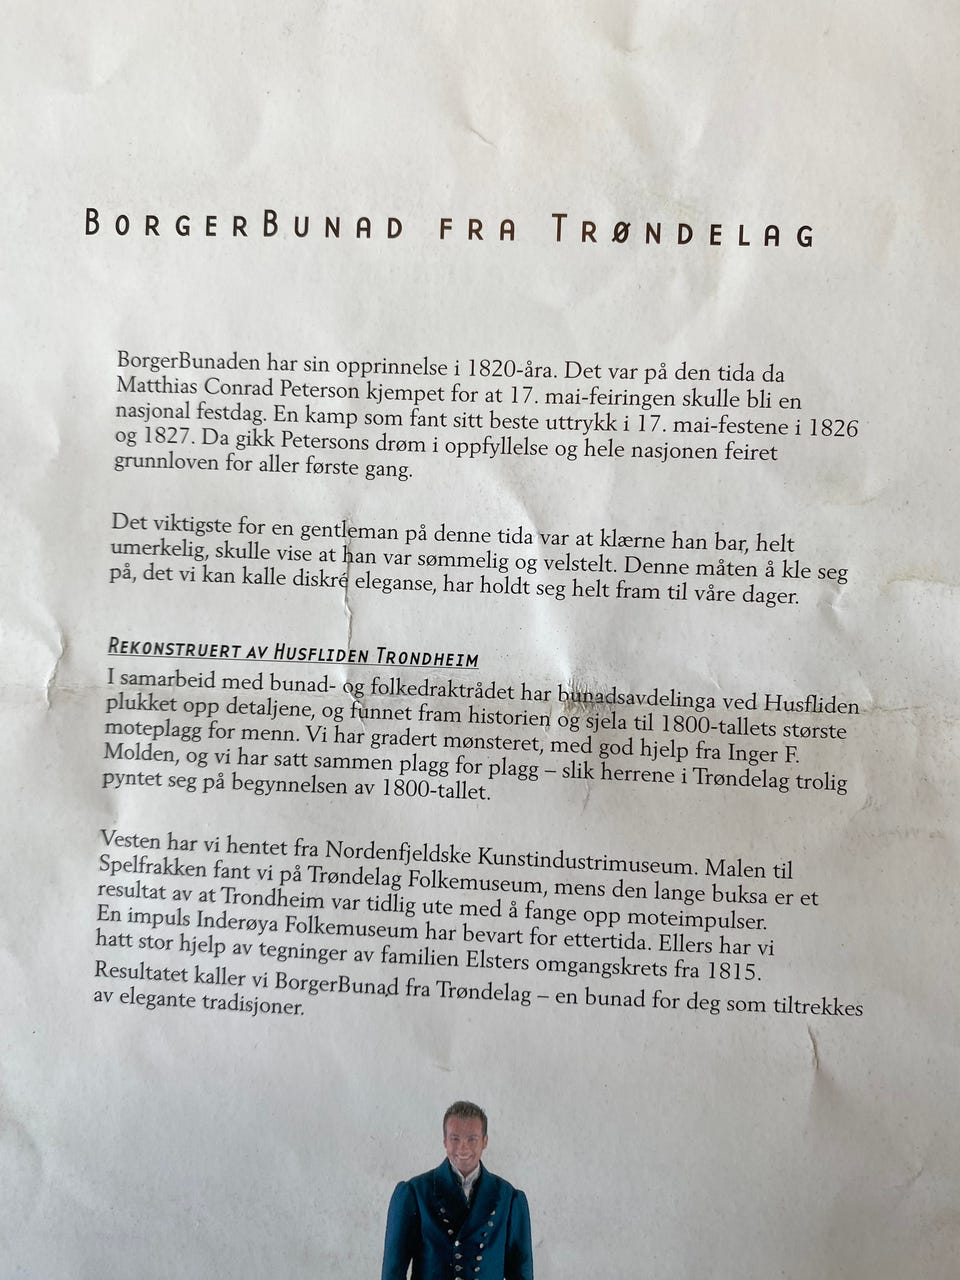 BorgerBunad fra Trøndelag
BorgerBunaden har sin opprinnelse i 1820-åra. Det var på den tida da
Matthias Conrad Peterson kjempet for at 17. mai-feiringen skulle bli en
nasjonal festdag. En kamp som fant sitt beste uttrykk i 17. mai-festene i 1826
og 1827. Da gikk Petersons drøm i oppfyllelse og hele nasjonen feiret
grunnloven for aller første gang.
Det viktigste for en gentleman på denne tida var at klærne han bar, helt
umerkelig, skulle vise at han var sømmelig og velstelt. Denne måten å kle seg
på, det vi kan kalle diskré eleganse, har holdt seg helt fram til våre dager.
Rekonstruert av Husfliden Trondheim
I samarbeid med bunad- og folkedraktrådet har bunadsavdelinga ved Husfliden
plukket opp detaljene, og funnet fram historien og sjela til 1800-tallets største
moteplagg for menn. Vi har gradert mønsteret, med god hjelp fra Inger F.
Molden, og vi har satt sammen plagg for plagg – slik herrene i Trøndelag trolig
pyntet seg på begynnelsen av 1800-tallet.
Vesten har vi hentet fra Nordenfjeldske Kunstindustrimuseum. Malen til
Spelfrakken fant vi på Trøndelag Folkemuseum, mens den lange buksa er et
resultat av at Trondheim var tidlig ute med å fange opp moteimpulser.
En impuls Inderøya Folkemuseum har bevart for ettertida. Ellers har vi
hatt stor hjelp av tegninger av familien Elsters omgangskrets fra 1815.
Resultatet kaller vi BorgerBunad fra Trøndelag – en bunad for deg som tiltrekkes
av elegante tradisjoner.